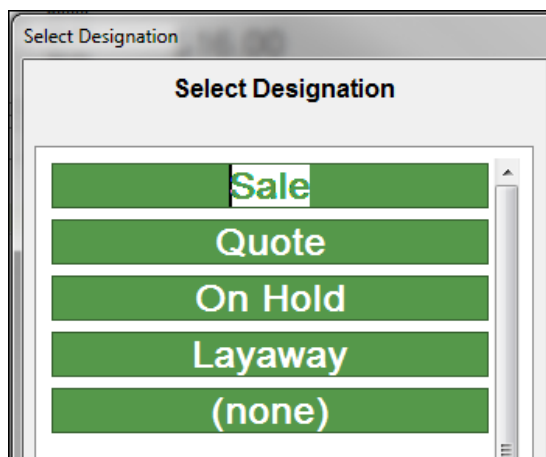 Select Designation
Select Designation
Sale
Quote
On Hold
Layaway
(none)